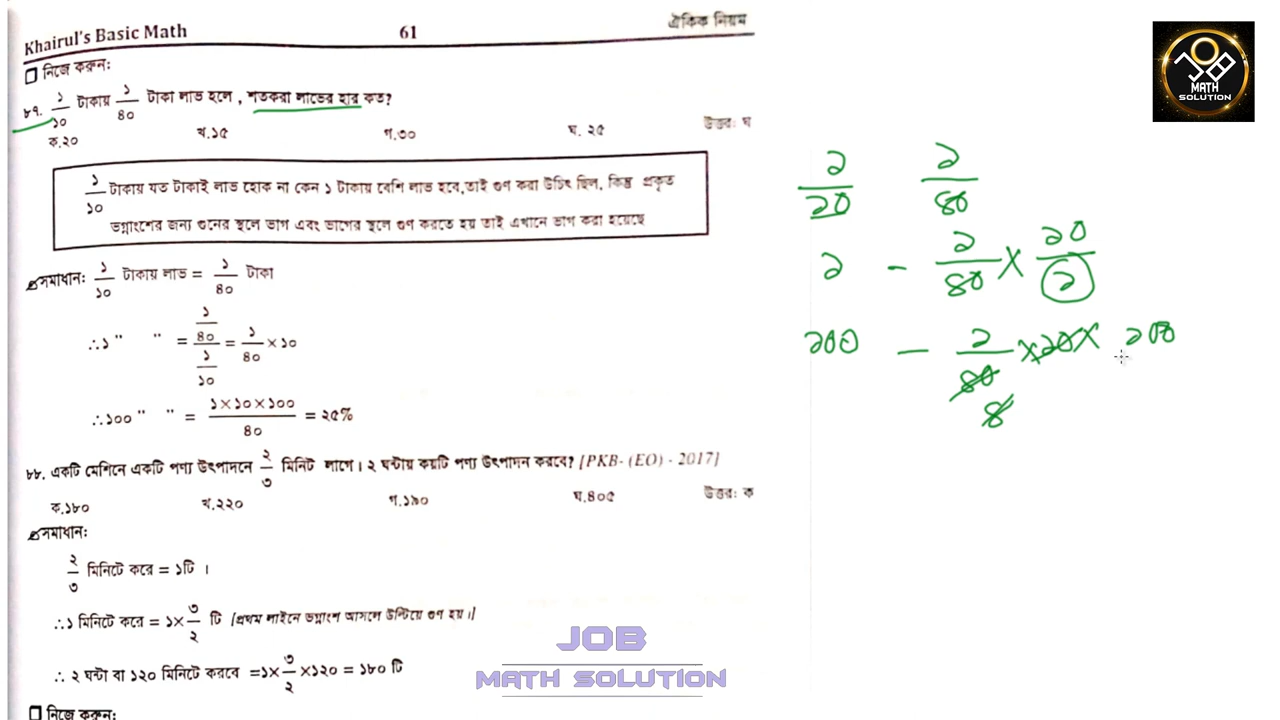 Khairul's Basic Math 61 ঐকিক নিয়ম
❑ নিজে করুন:
৮৭. ১/১০ টাকায় ১/৪০ টাকা লাভ হলে , শতকরা লাভের হার কত?
ক.২০ খ.১৫ গ.৩০ ঘ. ২৫ উত্তর: ঘ
১/১০ টাকায় যত টাকাই লাভ হোক না কেন ১ টাকায় বেশি লাভ হবে,তাই গুণ করা উচিৎ ছিল, কিন্তু প্রকৃত
ভগ্নাংশের জন্য গুনের স্থলে ভাগ এবং ভাগের স্থলে গুণ করতে হয় তাই এখানে ভাগ করা হয়েছে
সমাধান: ১/১০ টাকায় লাভ = ১/৪০ টাকা
∴১ " " = ১/৪০ / ১/১০ = ১/৪০ × ১০
∴১০০ " " = ১×১০×১০০ / ৪০ = ২৫%
৮৮. একটি মেশিনে একটি পণ্য উৎপাদনে ২/৩ মিনিট লাগে। ২ ঘন্টায় কয়টি পণ্য উৎপাদন করবে? [PKB- (EO) - 2017]
ক.১৮০ খ.২২০ গ.১৯০ ঘ.৪০৫ উত্তর: ক
সমাধান:
২/৩ মিনিটে করে = ১টি ।
∴১ মিনিটে করে = ১× ৩/২ টি [প্রথম লাইনে ভগ্নাংশ আসলে উল্টিয়ে গুণ হয়।]
∴ ২ ঘন্টা বা ১২০ মিনিটে করবে =১× ৩/২ ×১২০ = ১৮০ টি
❑ নিজে করুন:
১/১০ ১/৪০
১ - ১/৪০ × ১০/১
১০০ - ১/৪০ ×১০× ১০০
৪
JOB
MATH
SOLUTION
JOB
MATH SOLUTION